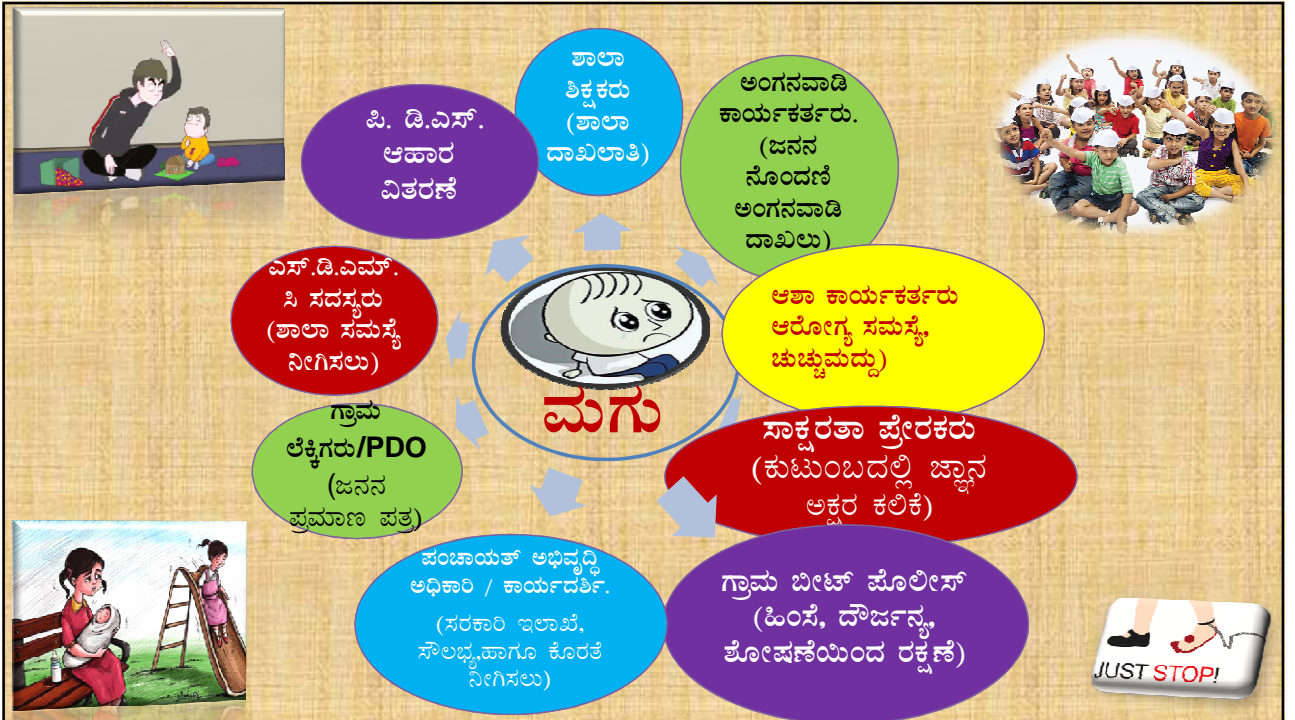 ಶಾಲಾ
ಶಿಕ್ಷಕರು
(ಶಾಲಾ
ದಾಖಲಾತಿ)
ಅಂಗನವಾಡಿ
ಕಾರ್ಯಕರ್ತರು.
(ಜನನ
ನೊಂದಣಿ
ಅಂಗನವಾಡಿ
ದಾಖಲು)
ಆಶಾ ಕಾರ್ಯಕರ್ತರು
ಆರೋಗ್ಯ ಸಮಸ್ಯೆ,
ಚುಚ್ಚುಮದ್ದು)
ಸಾಕ್ಷರತಾ ಪ್ರೇರಕರು
(ಕುಟುಂಬದಲ್ಲಿ ಜ್ಞಾನ
ಅಕ್ಷರ ಕಲಿಕೆ)
ಗ್ರಾಮ ಬೀಟ್ ಪೊಲೀಸ್
(ಹಿಂಸೆ, ದೌರ್ಜನ್ಯ,
ಶೋಷಣೆಯಿಂದ ರಕ್ಷಣೆ)
ಪಂಚಾಯತ್ ಅಭಿವೃದ್ಧಿ
ಅಧಿಕಾರಿ / ಕಾರ್ಯದರ್ಶಿ.
(ಸರಕಾರಿ ಇಲಾಖೆ,
ಸೌಲಭ್ಯ,ಹಾಗೂ ಕೊರತೆ
ನೀಗಿಸಲು)
ಗ್ರಾಮ
ಲೆಕ್ಕಿಗರು/PDO
(ಜನನ
ಪ್ರಮಾಣ ಪತ್ರ)
ಎಸ್.ಡಿ.ಎಮ್.
ಸಿ ಸದಸ್ಯರು
(ಶಾಲಾ ಸಮಸ್ಯೆ
ನೀಗಿಸಲು)
ಪಿ. ಡಿ.ಎಸ್.
ಆಹಾರ
ವಿತರಣೆ
ಮಗು
JUST STOP!